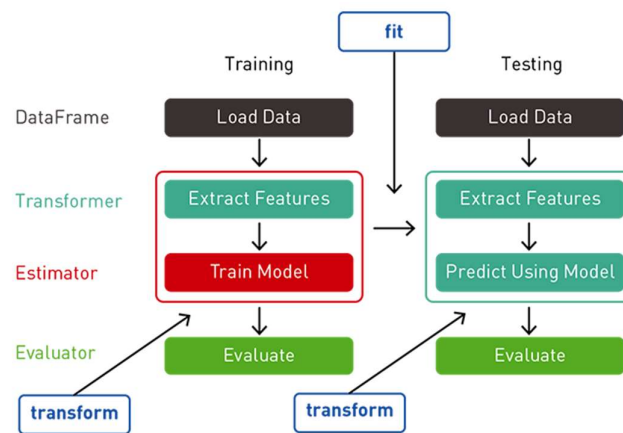 fit
Training
Testing
DataFrame
Load Data
Load Data
Transformer
Extract Features
Extract Features
Estimator
Train Model
Predict Using Model
Evaluator
Evaluate
Evaluate
transform
transform